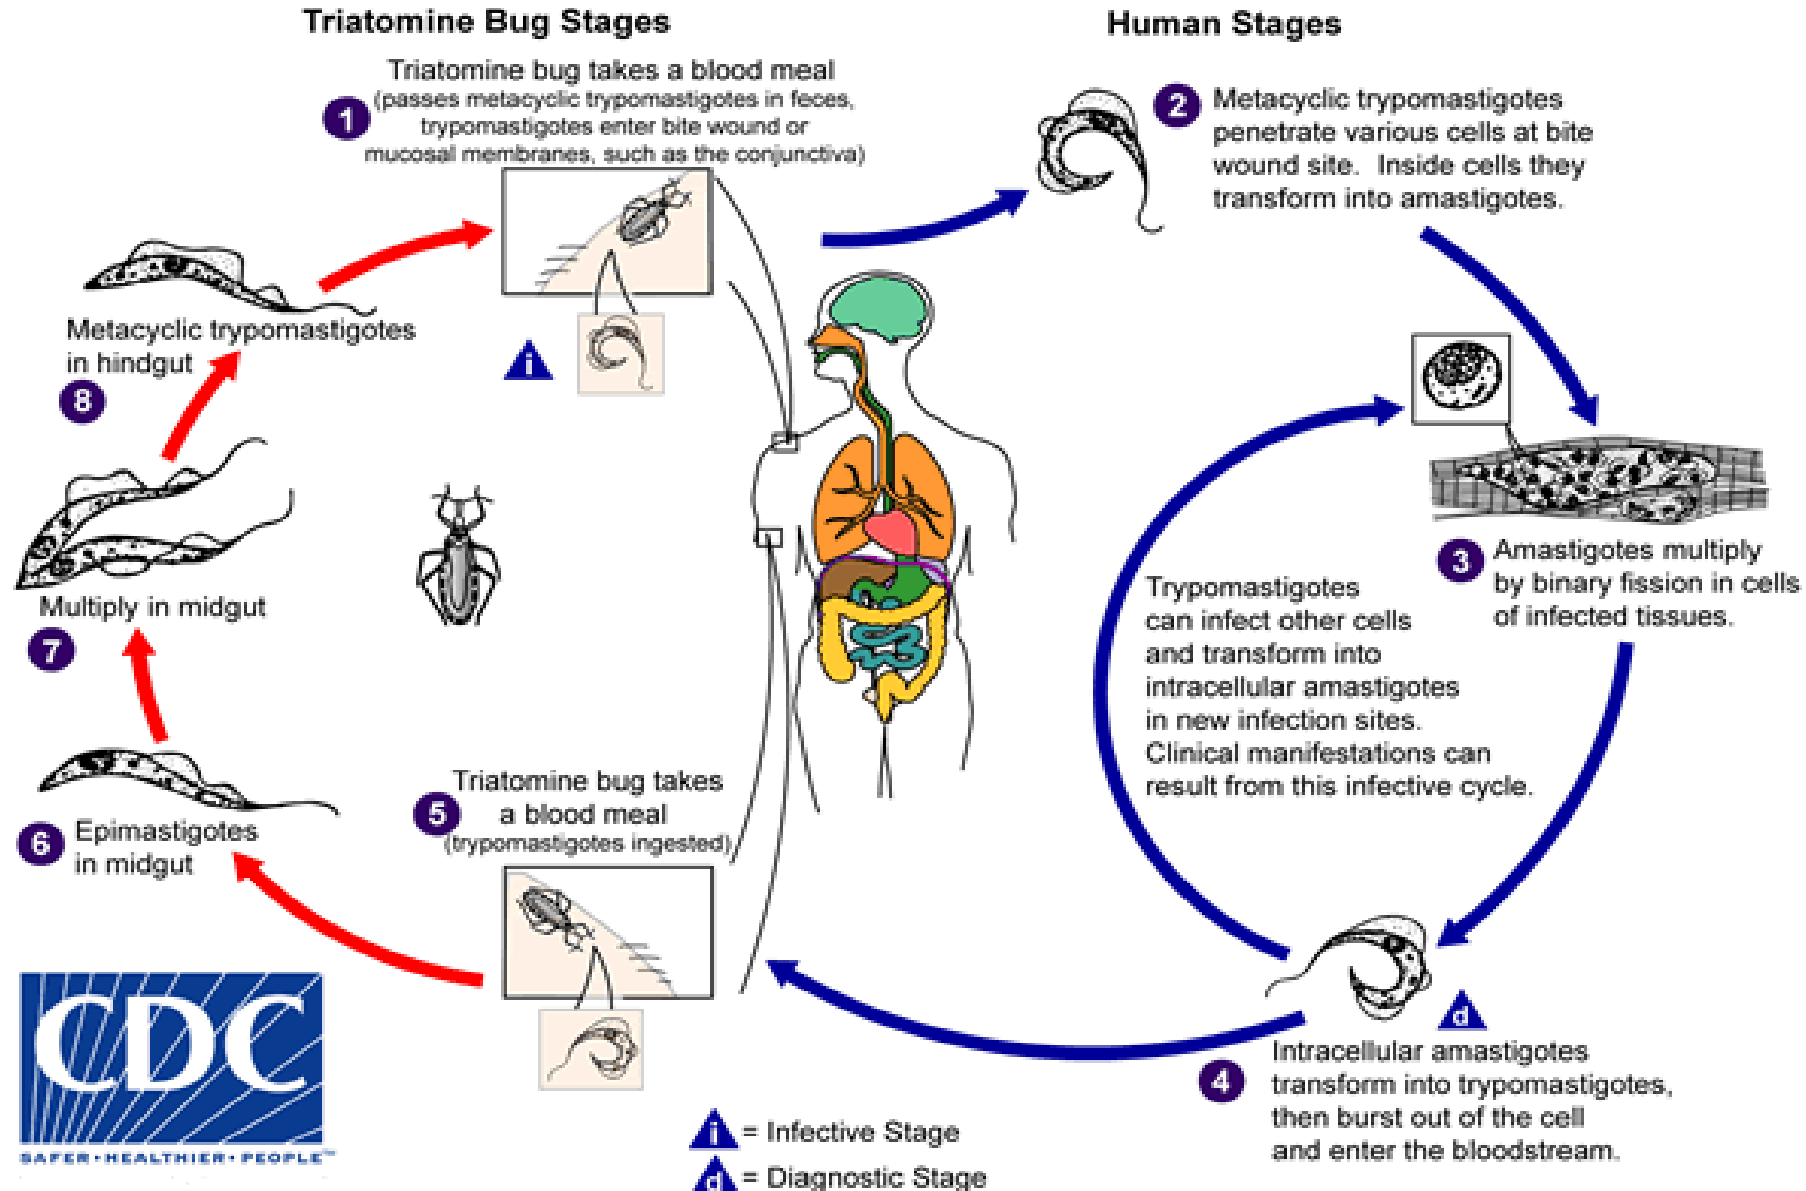 Triatomine Bug Stages
Human Stages
Triatomine bug takes a blood meal
1
(passes metacyclic trypomastigotes in feces,
trypomastigotes enter bite wound or
mucosal membranes, such as the conjunctiva)
i
2
Metacyclic trypomastigotes
penetrate various cells at bite
wound site.  Inside cells they
transform into amastigotes.
3
Amastigotes multiply
by binary fission in cells
of infected tissues.
Trypomastigotes
can infect other cells
and transform into
intracellular amastigotes
in new infection sites.
Clinical manifestations can
result from this infective cycle.
d
4
Intracellular amastigotes
transform into trypomastigotes,
then burst out of the cell
and enter the bloodstream.
5
Triatomine bug takes
a blood meal
(trypomastigotes ingested)
6
Epimastigotes
in midgut
Multiply in midgut
7
Metacyclic trypomastigotes
in hindgut
8
CDC
SAFER•HEALTHIER•PEOPLE™
i = Infective Stage
d = Diagnostic Stage